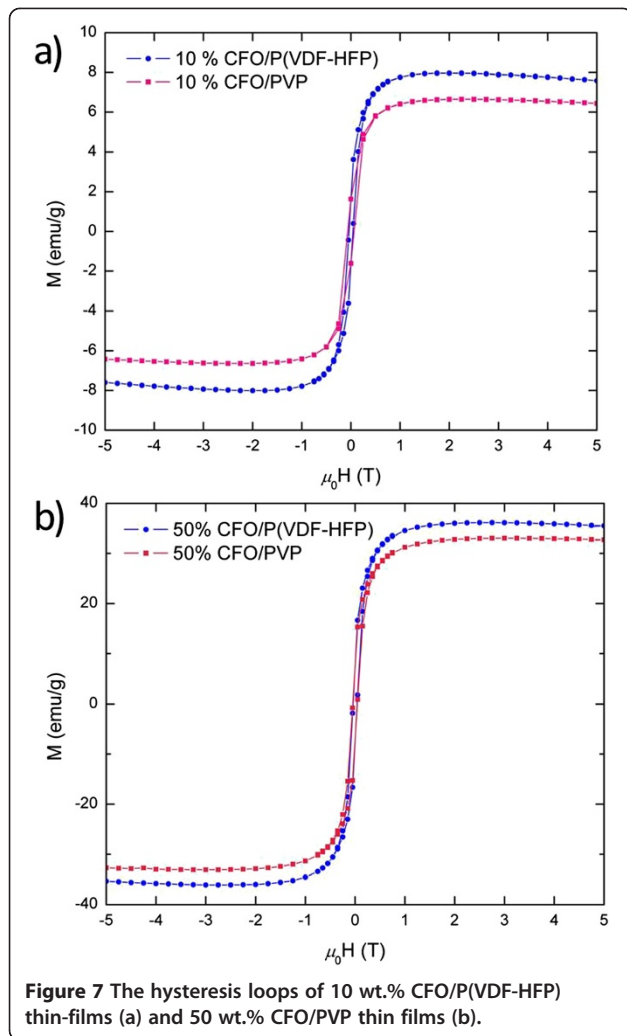 a)
10 % CFO/P(VDF-HFP)
10 % CFO/PVP
10
8
6
4
2
0
-2
-4
-6
-8
-10
M (emu/g)
-5 -4 -3 -2 -1 0 1 2 3 4 5
μ₀H (T)
b)
50% CFO/P(VDF-HFP)
50% CFO/PVP
40
20
0
-20
-40
M (emu/g)
-5 -4 -3 -2 -1 0 1 2 3 4 5
μ₀H (T)
Figure 7 The hysteresis loops of 10 wt.% CFO/P(VDF-HFP)
thin-films (a) and 50 wt.% CFO/PVP thin films (b).